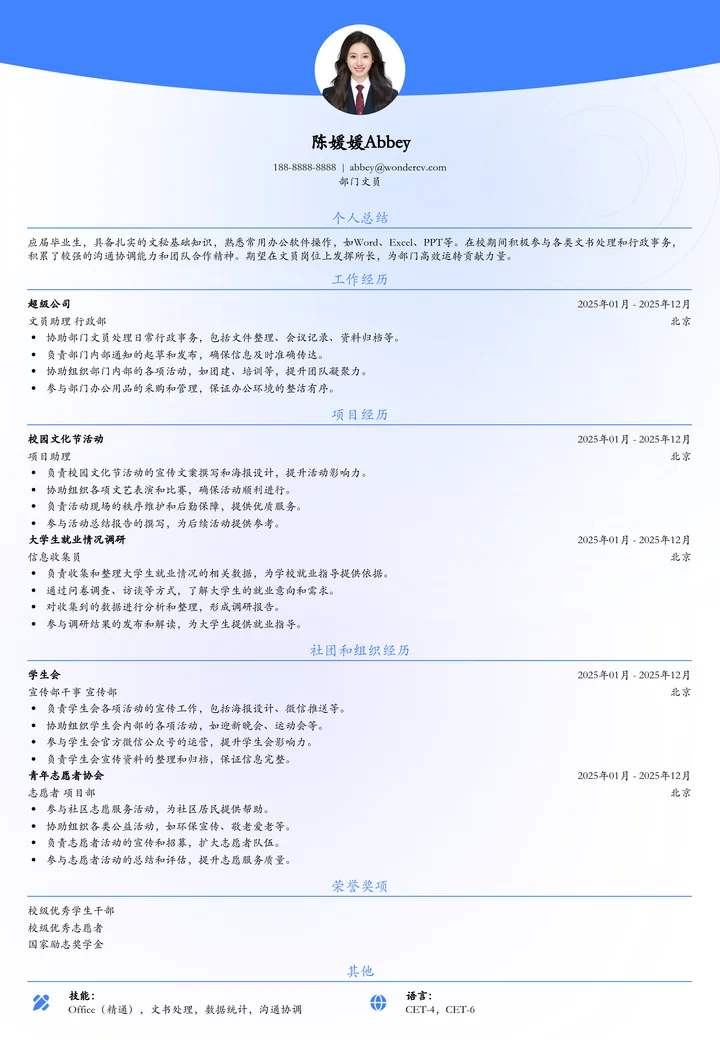 陈媛媛Abbey
188-8888-8888 | abbey@wondercv.com
部门文员
个人总结
应届毕业生，具备扎实的文秘基础知识，熟悉常用办公软件操作，如Word、Excel、PPT等。在校期间积极参与各类文书处理和行政事务，
积累了较强的沟通协调能力和团队合作精神。期望在文员岗位上发挥所长，为部门高效运转贡献力量。
工作经历
超级公司 2025年01月 - 2025年12月
文员助理 行政部 北京
• 协助部门文员处理日常行政事务，包括文件整理、会议记录、资料归档等。
• 负责部门内部通知的起草和发布，确保信息及时准确传达。
• 协助组织部门内部的各项活动，如团建、培训等，提升团队凝聚力。
• 参与部门办公用品的采购和管理，保证办公环境的整洁有序。
项目经历
校园文化节活动 2025年01月 - 2025年12月
项目助理 北京
• 负责校园文化节活动的宣传文案撰写和海报设计，提升活动影响力。
• 协助组织各项文艺表演和比赛，确保活动顺利进行。
• 负责活动现场的秩序维护和后勤保障，提供优质服务。
• 参与活动总结报告的撰写，为后续活动提供参考。
大学生就业情况调研 2025年01月 - 2025年12月
信息收集员 北京
• 负责收集和整理大学生就业情况的相关数据，为学校就业指导提供依据。
• 通过问卷调查、访谈等方式，了解大学生的就业意向和需求。
• 对收集到的数据进行分析和整理，形成调研报告。
• 参与调研结果的发布和解读，为大学生提供就业指导。
社团和组织经历
学生会 2025年01月 - 2025年12月
宣传部干事 宣传部 北京
• 负责学生会各项活动的宣传工作，包括海报设计、微信推送等。
• 协助组织学生会内部的各项活动，如迎新晚会、运动会等。
• 参与学生会官方微信公众号的运营，提升学生会影响力。
• 负责学生会宣传资料的整理和归档，保证信息完整。
青年志愿者协会 2025年01月 - 2025年12月
志愿者 项目部 北京
• 参与社区志愿服务活动，为社区居民提供帮助。
• 协助组织各类公益活动，如环保宣传、敬老爱老等。
• 负责志愿者活动的宣传和招募，扩大志愿者队伍。
• 参与志愿者活动的总结和评估，提升志愿服务质量。
荣誉奖项
校级优秀学生干部
校级优秀志愿者
国家励志奖学金
其他
技能：
Office（精通），文书处理，数据统计，沟通协调
语言：
CET-4，CET-6